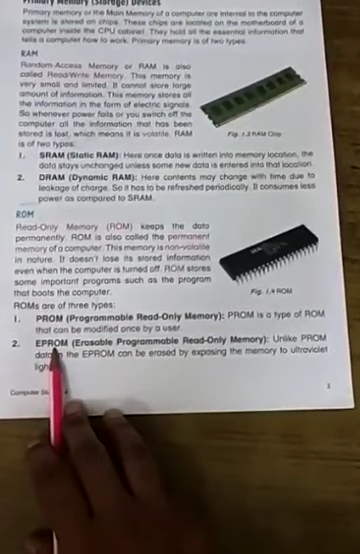 Primary Memory (Storage) Devices
Primary memory or the Main Memory of a computer are internal to the computer
system is stored on chips. These chips are located on the motherboard of a
computer inside the CPU cabinet. They hold all the essential information that
tells a computer how to work. Primary memory is of two types.
RAM
Random-Access Memory or RAM is also
called Read/Write Memory. This memory is
very small and limited. It cannot store large
amount of information. This memory stores all
the information in the form of electric signals.
So whenever power fails or you switch off the
computer all the information that has been
stored is lost, which means it is volatile. RAM
is of two types:
Fig. 1.3 RAM Chip
1. SRAM (Static RAM): Here once data is written into memory location, the
data stays unchanged unless some new data is entered into that location.
2. DRAM (Dynamic RAM): Here contents may change with time due to
leakage of charge. So it has to be refreshed periodically. It consumes less
power as compared to SRAM.
ROM
Read-Only Memory (ROM) keeps the data
permanently. ROM is also called the permanent
memory of a computer. This memory is non-volatile
in nature. It doesn't lose its stored information
even when the computer is turned off. ROM stores
some important programs such as the program
that boots the computer.
Fig. 1.4 ROM
ROMs are of three types:
1. PROM (Programmable Read-Only Memory): PROM is a type of ROM
that can be modified once by a user.
2. EPROM (Erasable Programmable Read-Only Memory): Unlike PROM
data in the EPROM can be erased by exposing the memory to ultraviolet
Computer